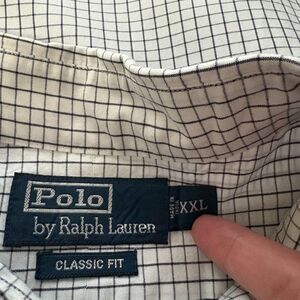 Polo
by Ralph Lauren
XXL
CLASSIC FIT